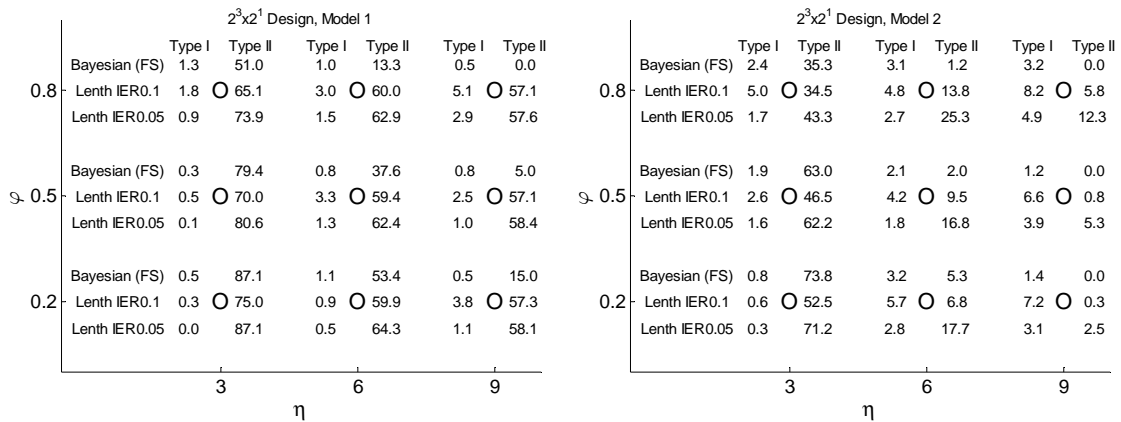 2³x2¹ Design, Model 1
Type I Type II Type I Type II Type I Type II
Bayesian (FS) 1.3 51.0 1.0 13.3 0.5 0.0
0.8 Lenth IER0.1 1.8 O 65.1 3.0 O 60.0 5.1 O 57.1
Lenth IER0.05 0.9 73.9 1.5 62.9 2.9 57.6
Bayesian (FS) 0.3 79.4 0.8 37.6 0.8 5.0
φ 0.5 Lenth IER0.1 0.5 O 70.0 3.3 O 59.4 2.5 O 57.1
Lenth IER0.05 0.1 80.6 1.3 62.4 1.0 58.4
Bayesian (FS) 0.5 87.1 1.1 53.4 0.5 15.0
0.2 Lenth IER0.1 0.3 O 75.0 0.9 O 59.9 3.8 O 57.3
Lenth IER0.05 0.0 87.1 0.5 64.3 1.1 58.1
3 6 9
η
2³x2¹ Design, Model 2
Type I Type II Type I Type II Type I Type II
Bayesian (FS) 2.4 35.3 3.1 1.2 3.2 0.0
0.8 Lenth IER0.1 5.0 O 34.5 4.8 O 13.8 8.2 O 5.8
Lenth IER0.05 1.7 43.3 2.7 25.3 4.9 12.3
Bayesian (FS) 1.9 63.0 2.1 2.0 1.2 0.0
φ 0.5 Lenth IER0.1 2.6 O 46.5 4.2 O 9.5 6.6 O 0.8
Lenth IER0.05 1.6 62.2 1.8 16.8 3.9 5.3
Bayesian (FS) 0.8 73.8 3.2 5.3 1.4 0.0
0.2 Lenth IER0.1 0.6 O 52.5 5.7 O 6.8 7.2 O 0.3
Lenth IER0.05 0.3 71.2 2.8 17.7 3.1 2.5
3 6 9
η